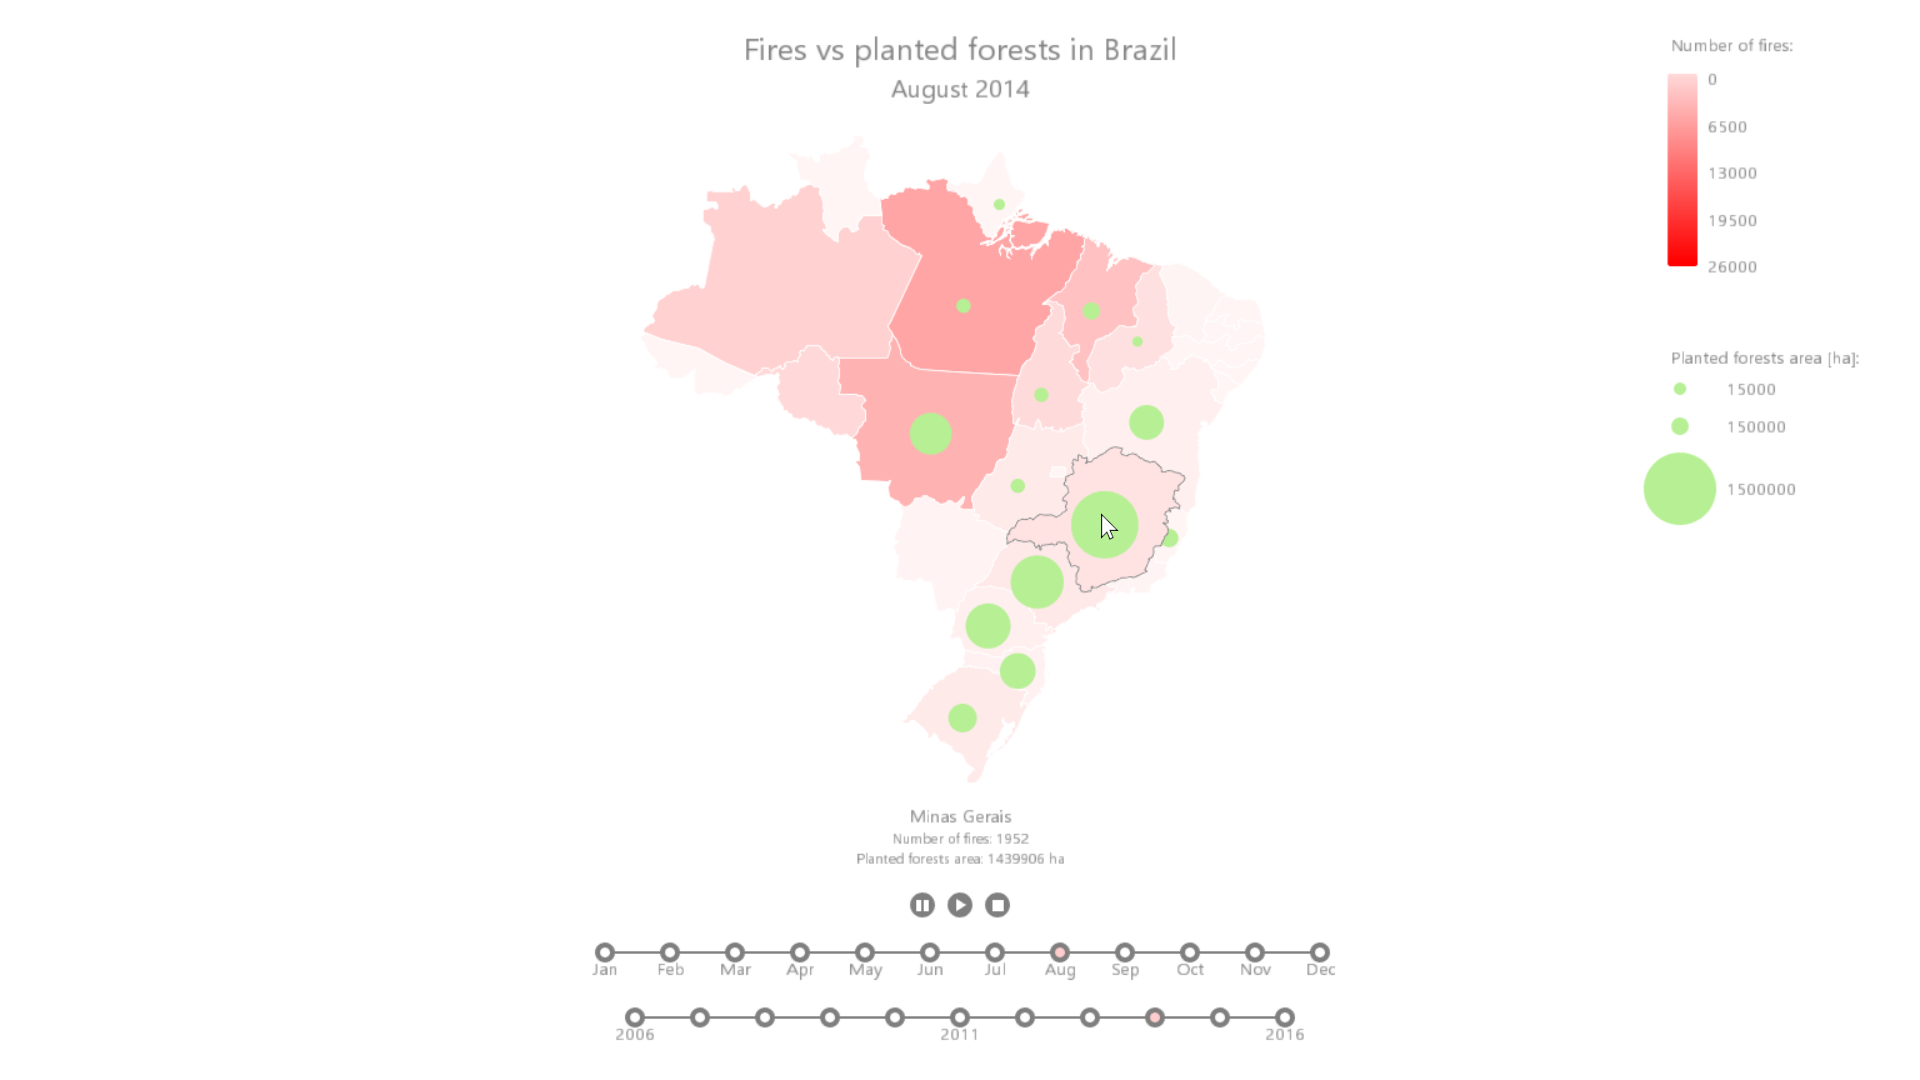 Fires vs planted forests in Brazil
August 2014
Number of fires:
0
6500
13000
19500
26000
Planted forests area [ha]:
15000
150000
1500000
Minas Gerais
Number of fires: 1952
Planted forests area: 1439906 ha
Jan Feb Mar Apr May Jun Jul Aug Sep Oct Nov Dec
2006 2011 2016